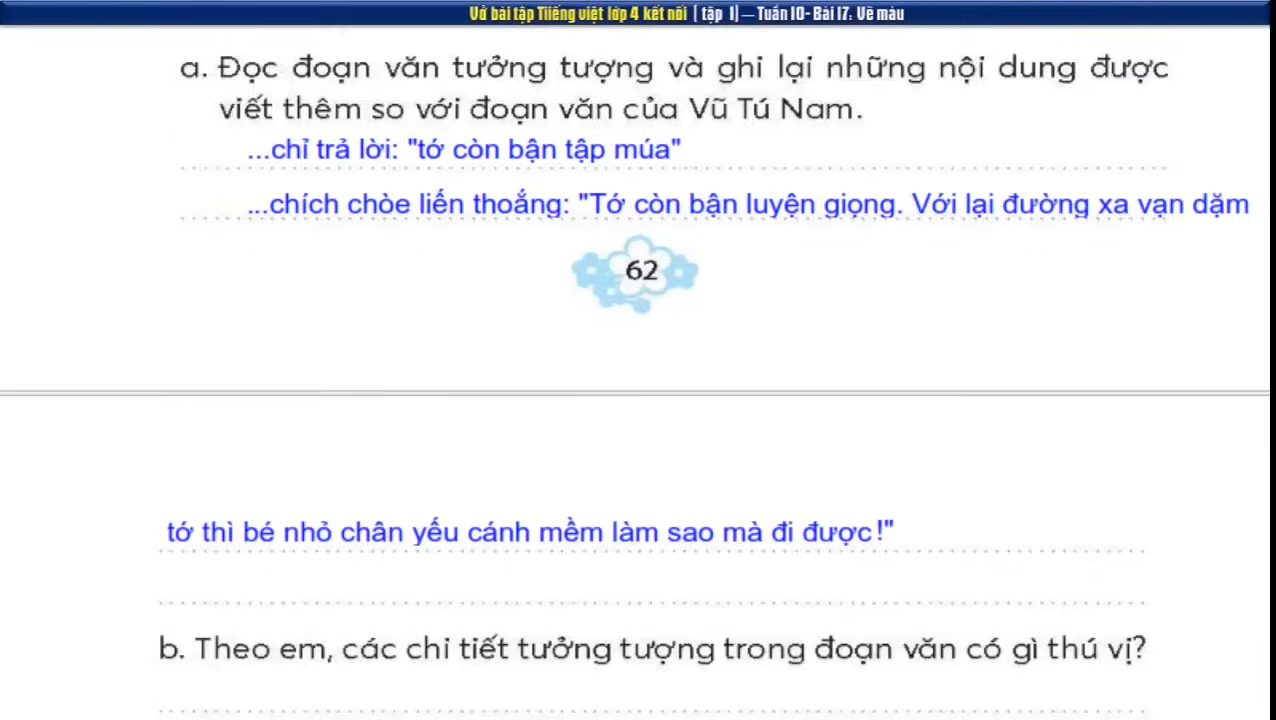 Vở bài tập Tiiếng việt lớp 4 kết nối ( tập 1) – Tuần 10- Bài 17: Vẽ màu
a. Đọc đoạn văn tưởng tượng và ghi lại những nội dung được
viết thêm so với đoạn văn của Vũ Tú Nam.
...chỉ trả lời: "tớ còn bận tập múa"
...chích chòe liến thoắng: "Tớ còn bận luyện giọng. Với lại đường xa vạn dặm
62
tớ thì bé nhỏ chân yếu cánh mềm làm sao mà đi được!"
b. Theo em, các chi tiết tưởng tượng trong đoạn văn có gì thú vị?